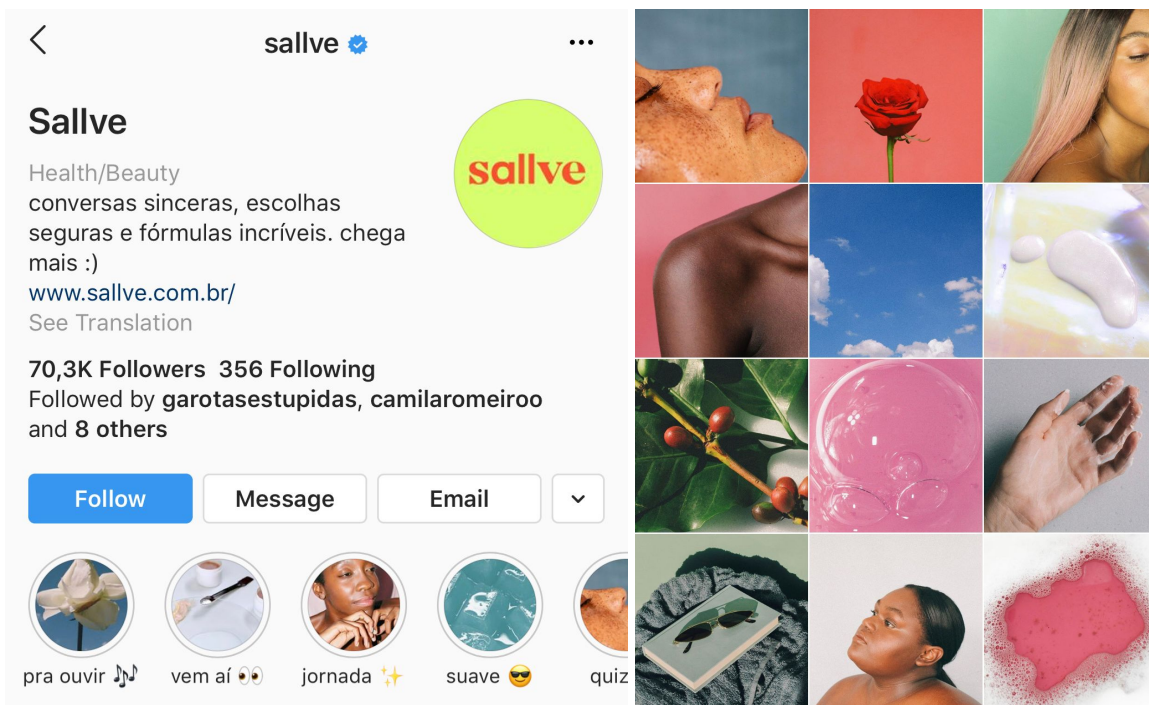 sallve
Sallve
sallve
Health/Beauty
conversas sinceras, escolhas
seguras e fórmulas incríveis. chega
mais :)
www.sallve.com.br/
See Translation
70,3K Followers 356 Following
Followed by garotasestupidas, camilaromeiroo
and 8 others
Follow Message Email
pra ouvir 🎶 vem aí 👀 jornada ✨ suave 😎 quiz